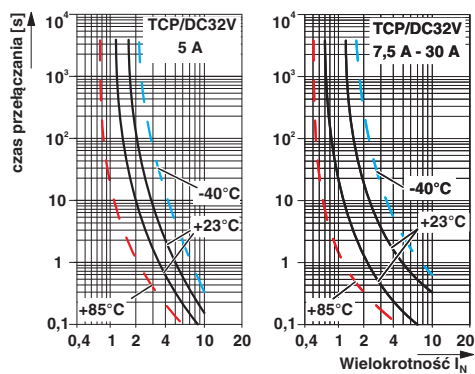 czas przełączania [s]
TCP/DC32V
5 A
10⁴
10³
10²
10
1
0,1
-40°C
+23°C
+85°C
0,4 1 2 4 10 20
TCP/DC32V
7,5 A - 30 A
10⁴
10³
10²
10
1
0,1
-40°C
+23°C
+85°C
0,4 1 2 4 10 20
Wielokrotność I_N